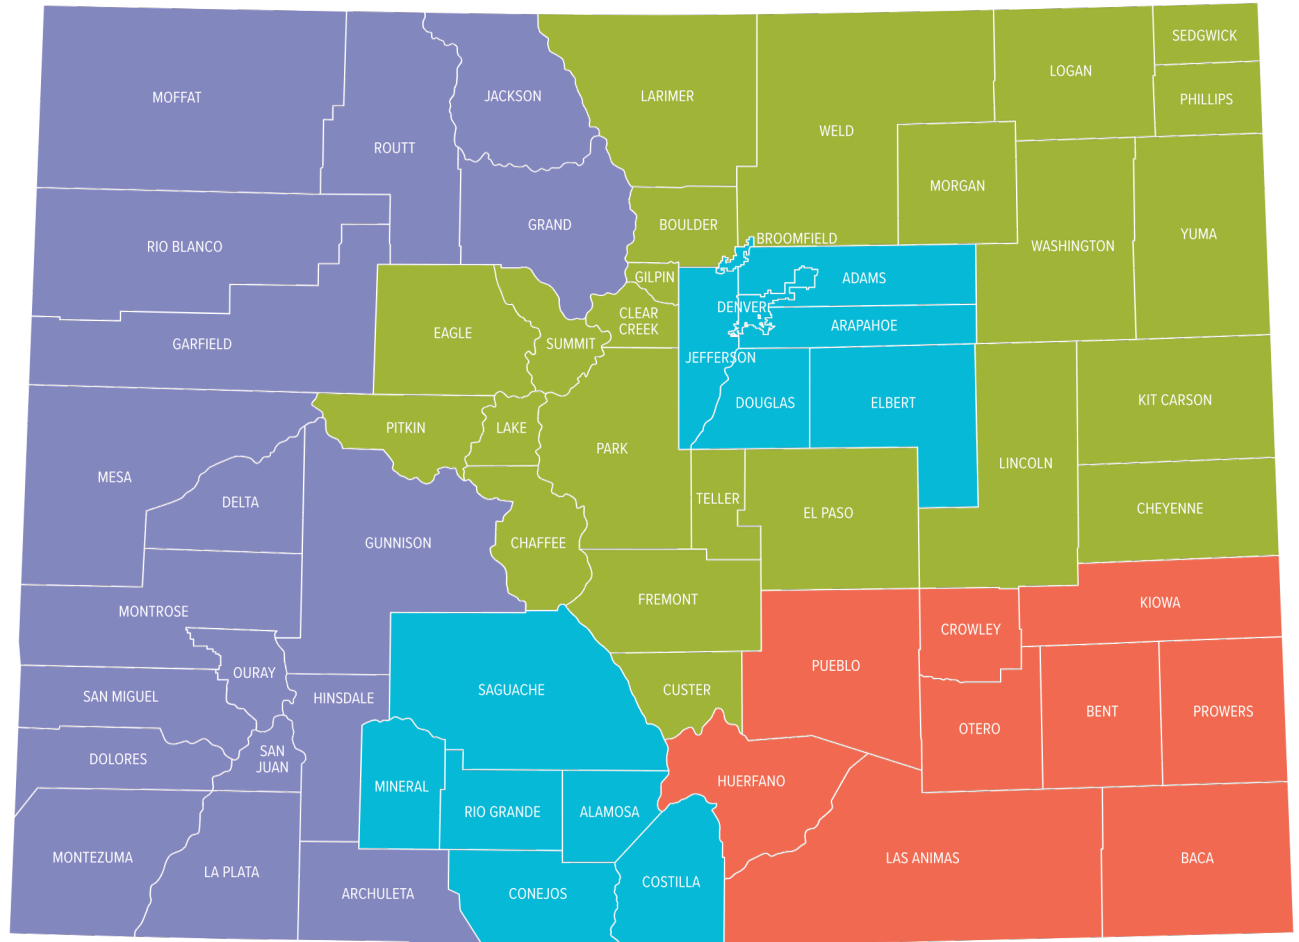 SEDGWICK
LOGAN
MOFFAT
JACKSON
LARIMER
PHILLIPS
WELD
ROUTT
MORGAN
GRAND
BOULDER
YUMA
RIO BLANCO
BROOMFIELD
WASHINGTON
GILPIN
ADAMS
DENVER
CLEAR
CREEK
ARAPAHOE
EAGLE
SUMMIT
GARFIELD
JEFFERSON
KIT CARSON
DOUGLAS
ELBERT
PITKIN
LAKE
PARK
LINCOLN
MESA
TELLER
DELTA
EL PASO
CHEYENNE
GUNNISON
CHAFFEE
FREMONT
KIOWA
MONTROSE
CROWLEY
PUEBLO
OURAY
SAGUACHE
CUSTER
SAN MIGUEL
HINSDALE
BENT
PROWERS
OTERO
SAN
JUAN
DOLORES
HUERFANO
MINERAL
RIO GRANDE
ALAMOSA
MONTEZUMA
LAS ANIMAS
BACA
LA PLATA
COSTILLA
ARCHULETA
CONEJOS